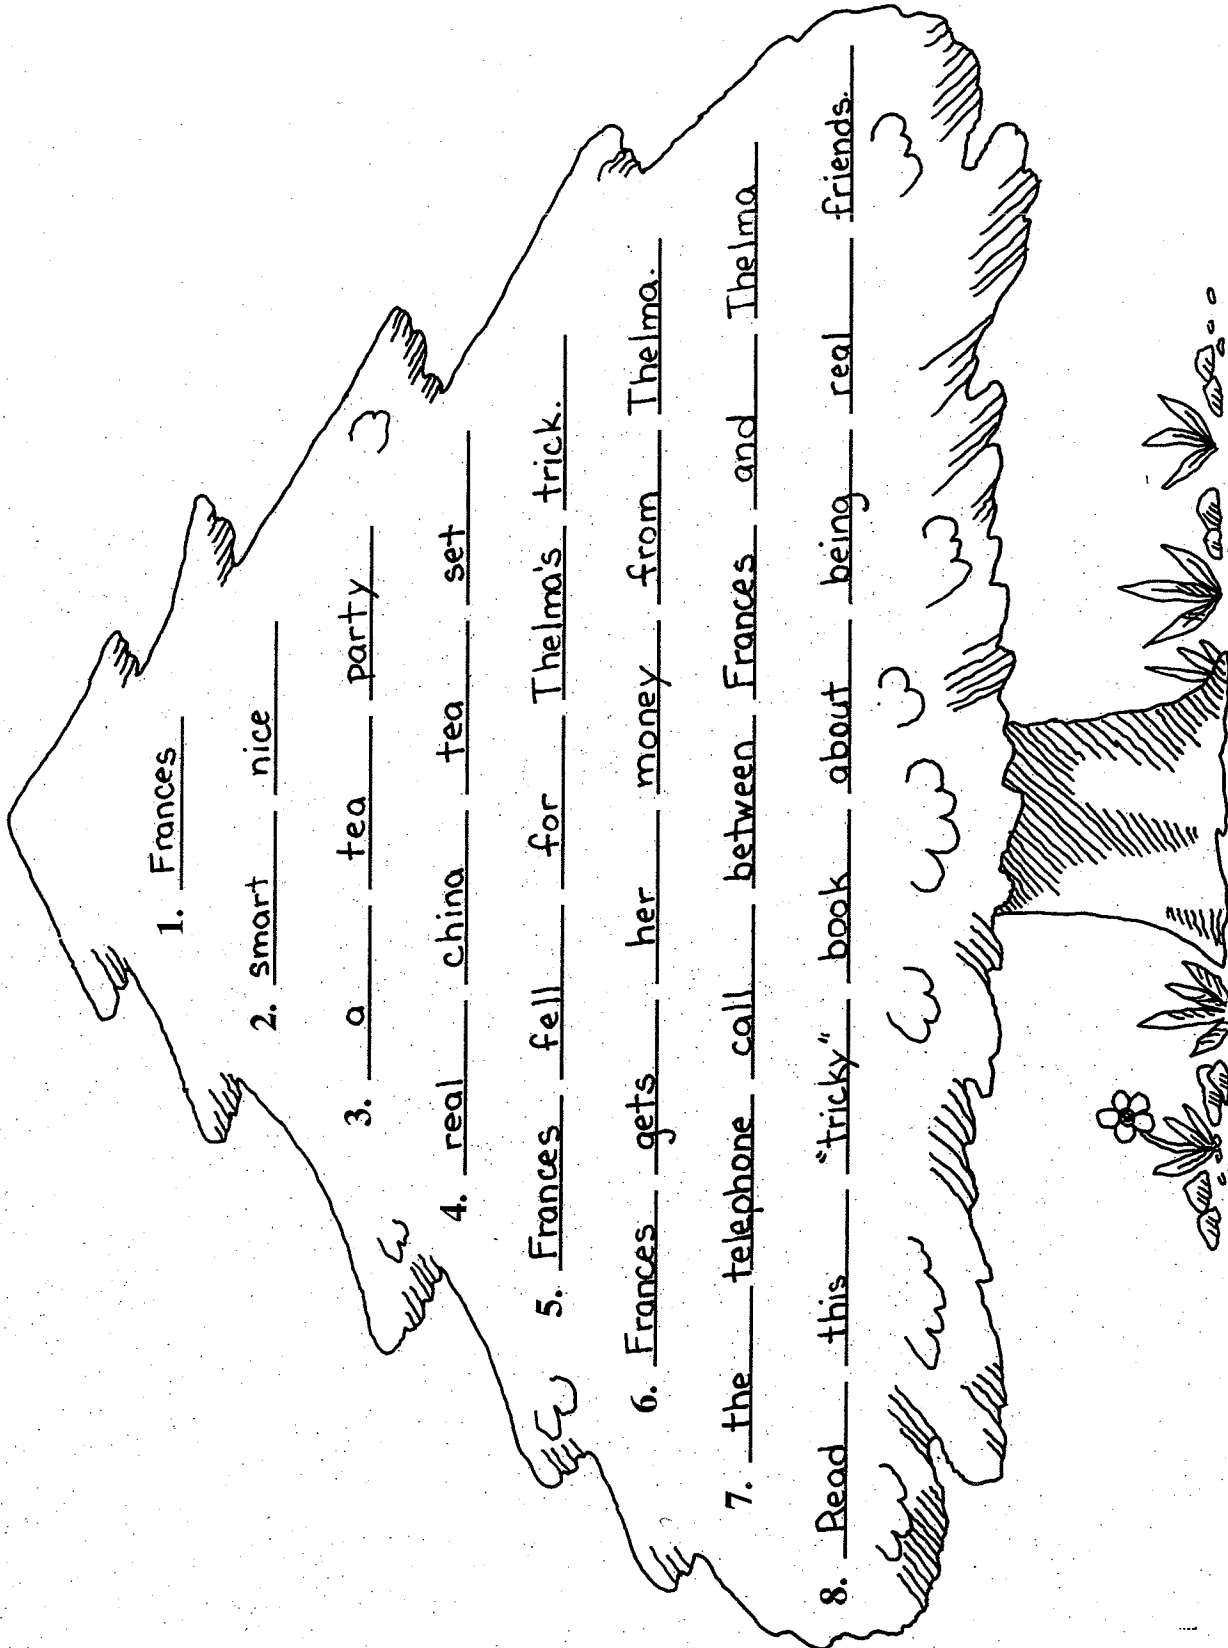 1. Frances
2. smart nice
3. a tea party
4. real china tea set
5. Frances fell for Thelma's trick.
6. Frances gets her money from Thelma.
7. the telephone call between Frances and Thelma
8. Read this "tricky" book about being real friends.